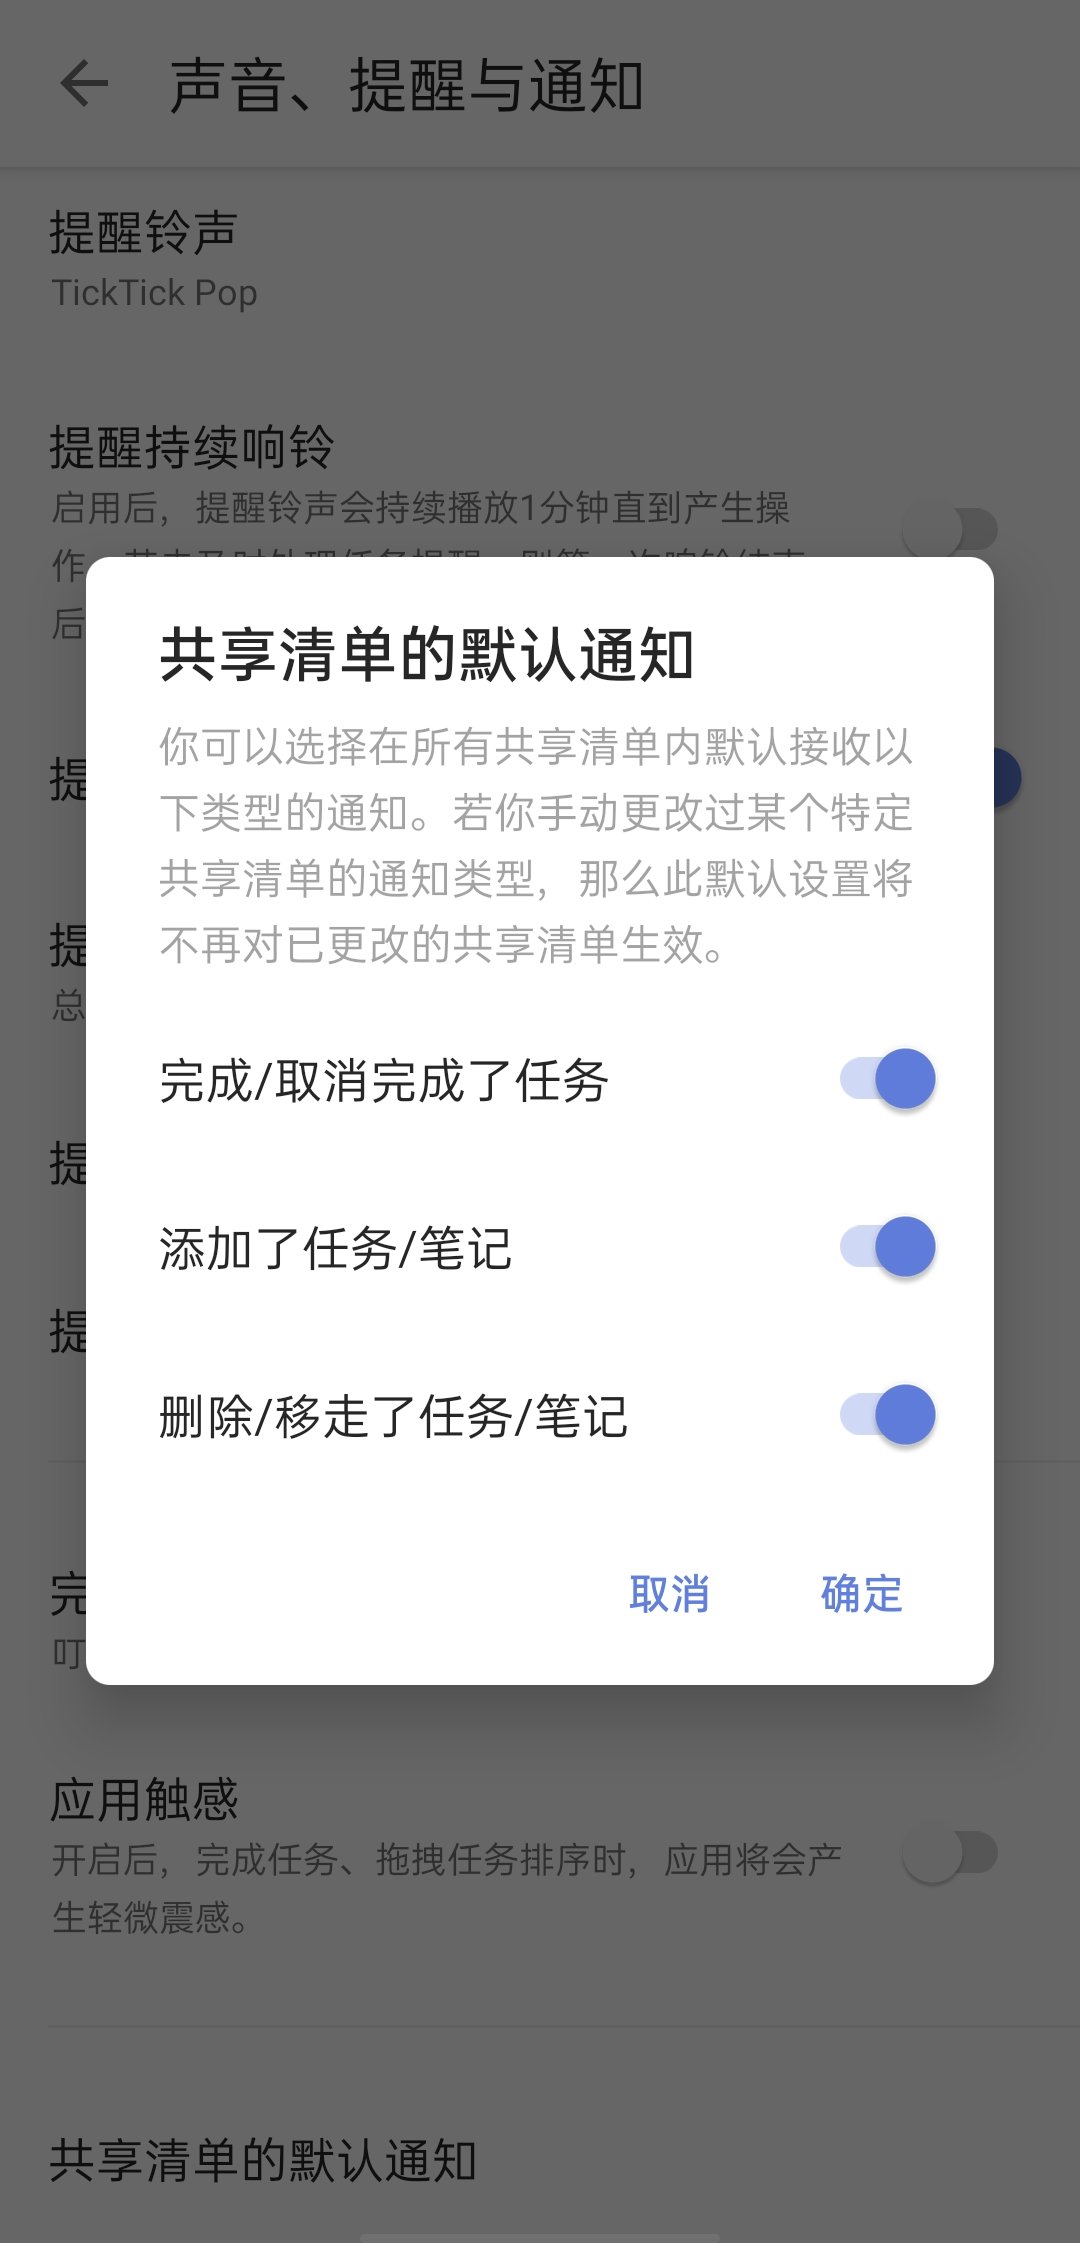 声音、提醒与通知
提醒铃声
TickTick Pop
提醒持续响铃
启用后，提醒铃声会持续播放1分钟直到产生操
作
后
共享清单的默认通知
你可以选择在所有共享清单内默认接收以
下类型的通知。若你手动更改过某个特定
共享清单的通知类型，那么此默认设置将
不再对已更改的共享清单生效。
提
提
总
完成/取消完成了任务
提
添加了任务/笔记
提
删除/移走了任务/笔记
取消
确定
完
叮
应用触感
开启后，完成任务、拖拽任务排序时，应用将会产
生轻微震感。
共享清单的默认通知